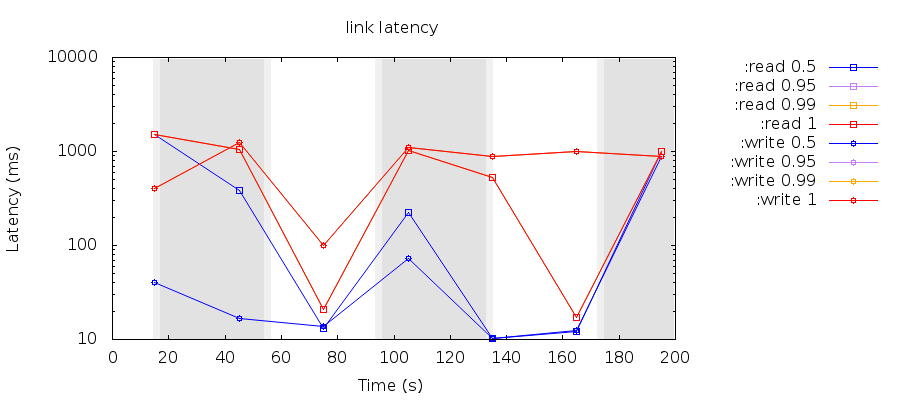 link latency
10000
1000
100
10
Latency (ms)
0 20 40 60 80 100 120 140 160 180 200
Time (s)
:read 0.5
:read 0.95
:read 0.99
:read 1
:write 0.5
:write 0.95
:write 0.99
:write 1